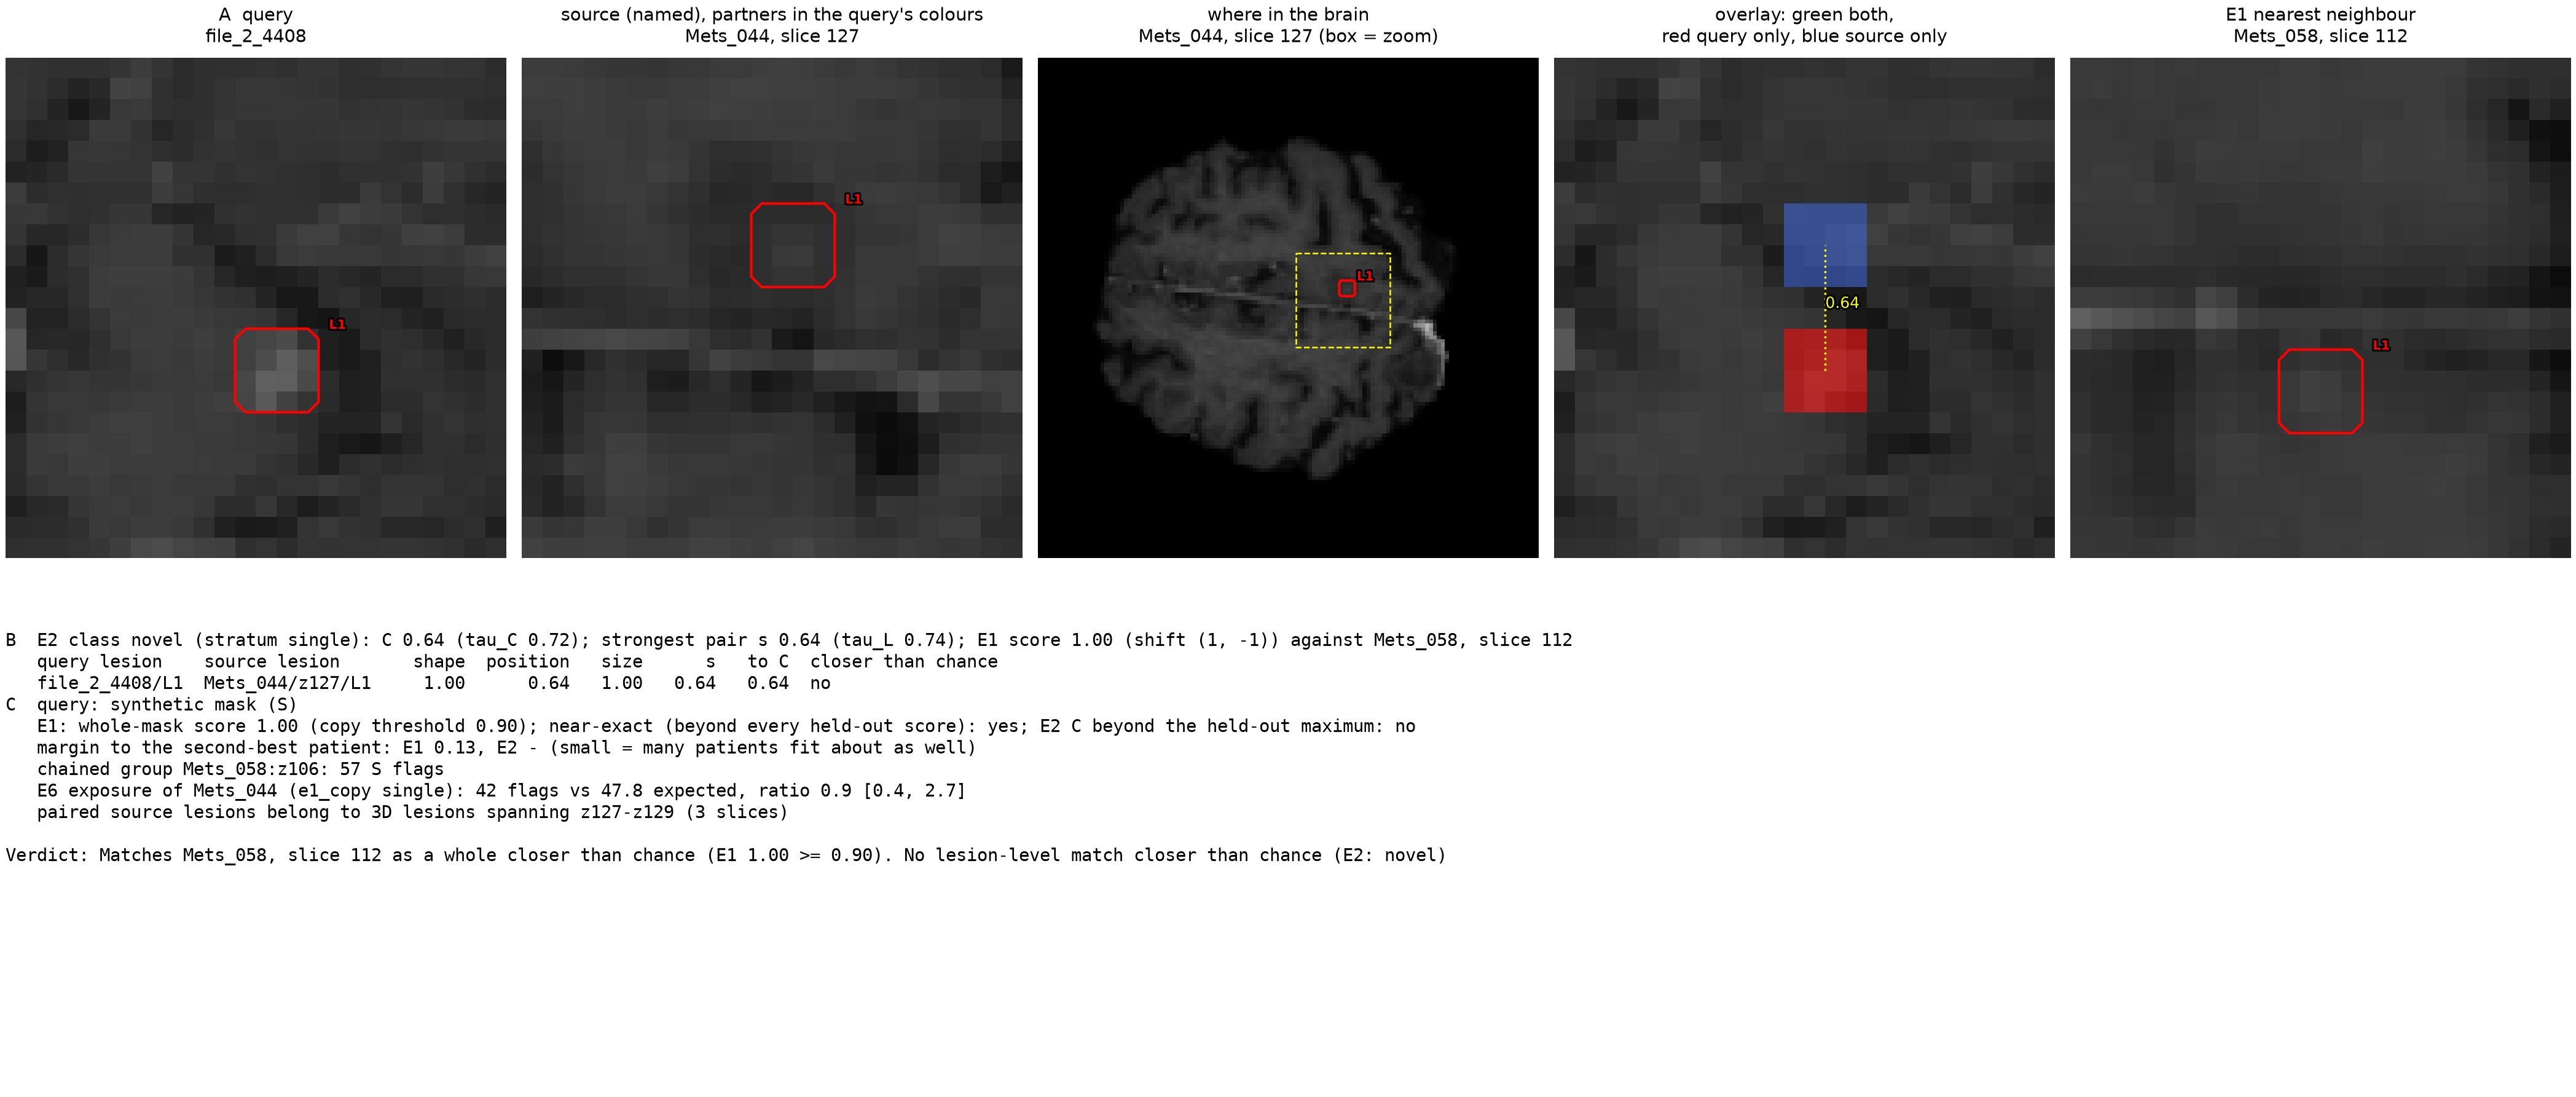 A  query
file_2_4408
source (named), partners in the query's colours
Mets_044, slice 127
where in the brain
Mets_044, slice 127 (box = zoom)
overlay: green both,
red query only, blue source only
E1 nearest neighbour
Mets_058, slice 112
L1
L1
L1
0.64
L1
B  E2 class novel (stratum single): C 0.64 (tau_C 0.72); strongest pair s 0.64 (tau_L 0.74); E1 score 1.00 (shift (1, -1)) against Mets_058, slice 112
query lesion    source lesion       shape  position   size      s   to C  closer than chance
file_2_4408/L1  Mets_044/z127/L1     1.00      0.64   1.00   0.64   0.64  no
C  query: synthetic mask (S)
E1: whole-mask score 1.00 (copy threshold 0.90); near-exact (beyond every held-out score): yes; E2 C beyond the held-out maximum: no
margin to the second-best patient: E1 0.13, E2 - (small = many patients fit about as well)
chained group Mets_058:z106: 57 S flags
E6 exposure of Mets_044 (e1_copy single): 42 flags vs 47.8 expected, ratio 0.9 [0.4, 2.7]
paired source lesions belong to 3D lesions spanning z127-z129 (3 slices)
Verdict: Matches Mets_058, slice 112 as a whole closer than chance (E1 1.00 >= 0.90). No lesion-level match closer than chance (E2: novel)